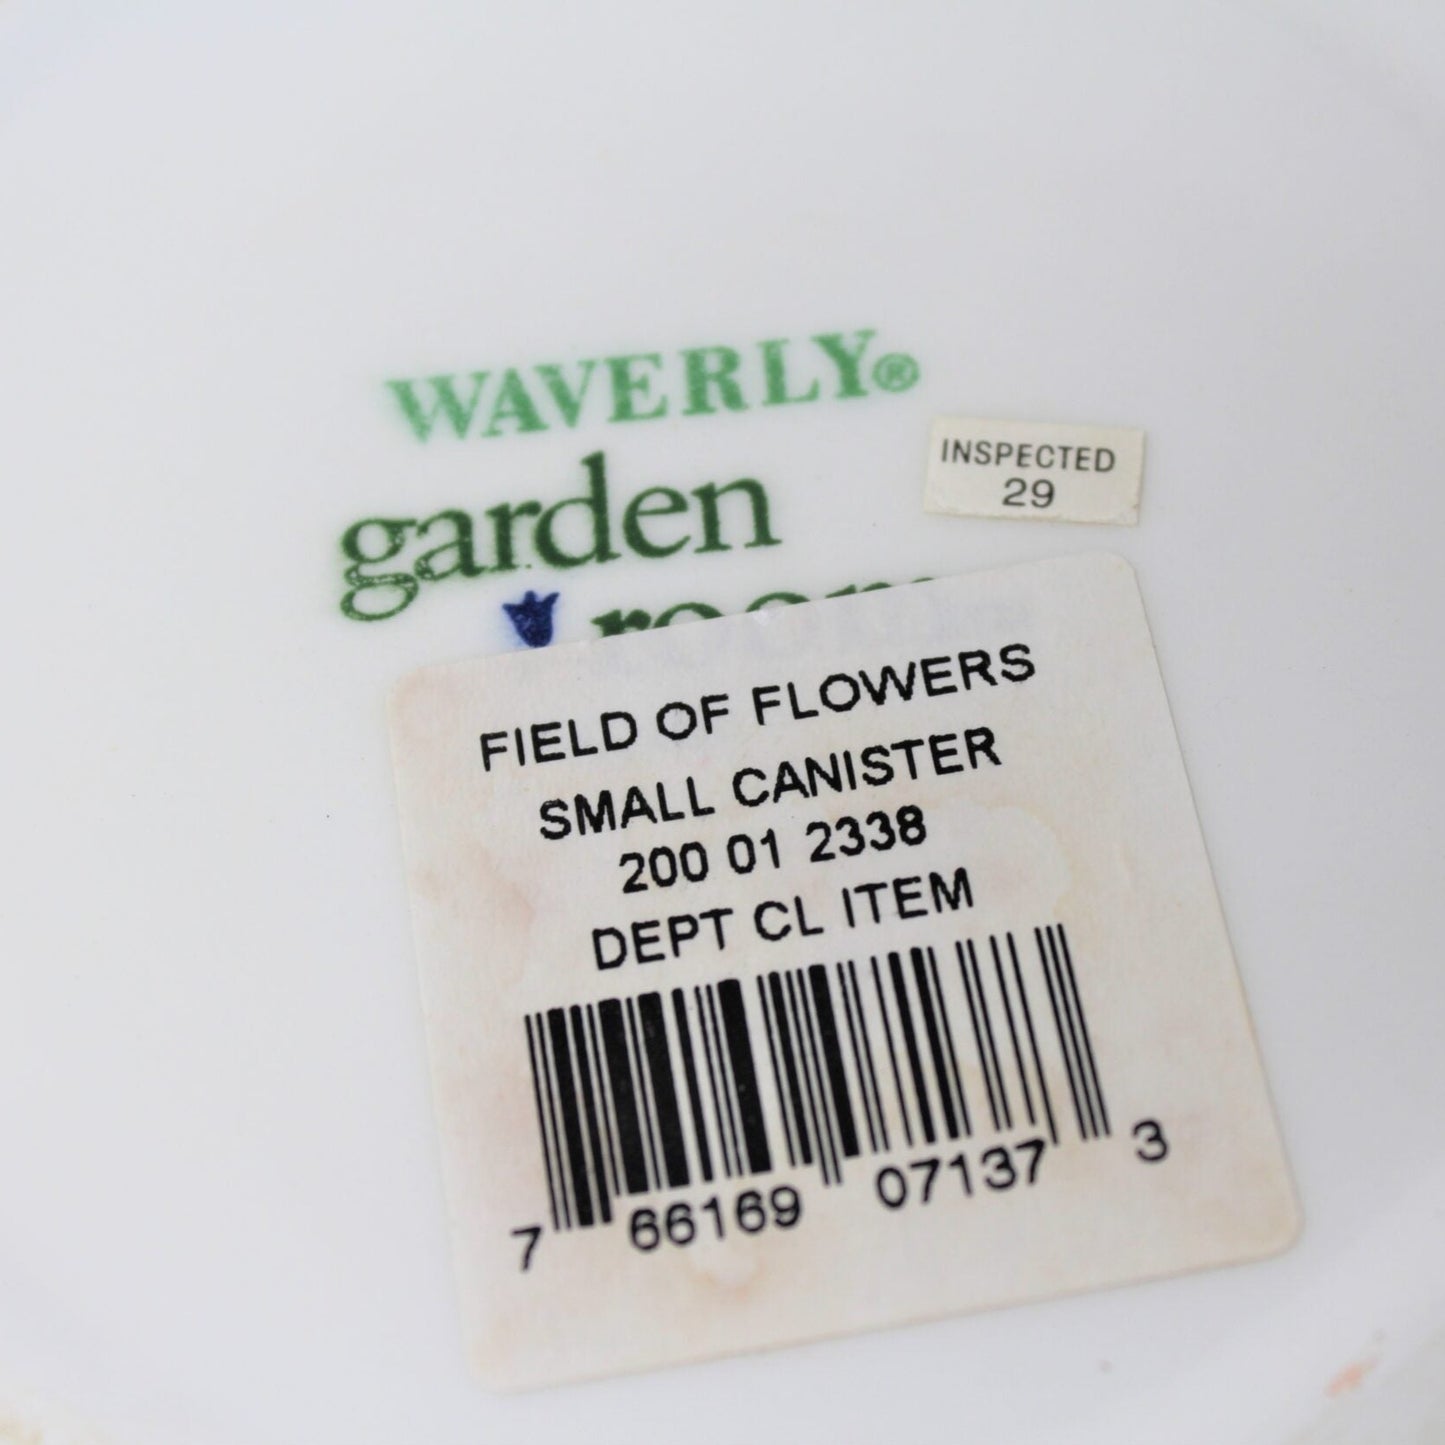 WAVERLY®
garden
INSPECTED
29
FIELD OF FLOWERS
SMALL CANISTER
200 01 2338
DEPT CL ITEM
7 66169 07137 3